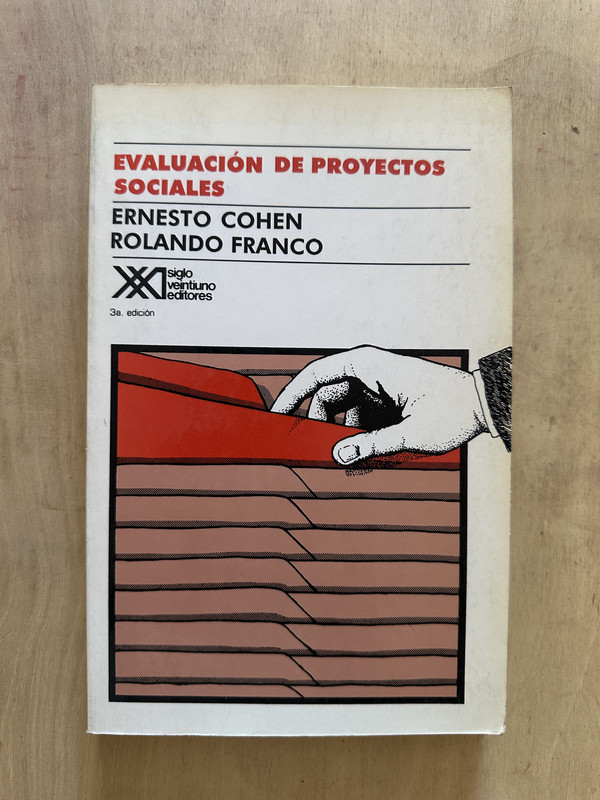 EVALUACIÓN DE PROYECTOS
SOCIALES
ERNESTO COHEN
ROLANDO FRANCO
siglo
veintiuno
editores
3a. edición